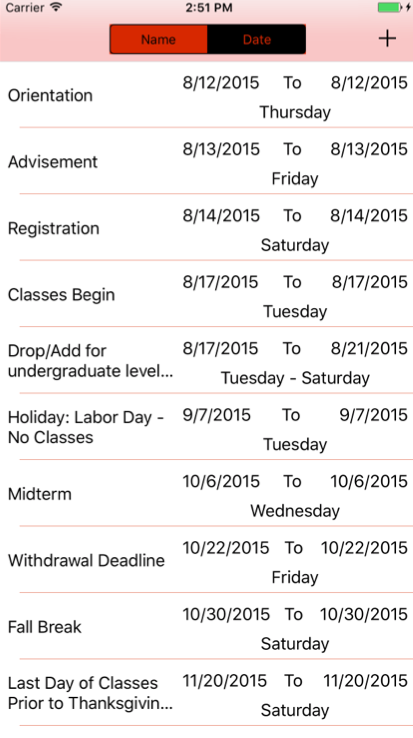 Carrier 2:51 PM
Name Date +
Orientation 8/12/2015 To 8/12/2015
Thursday
Advisement 8/13/2015 To 8/13/2015
Friday
Registration 8/14/2015 To 8/14/2015
Saturday
Classes Begin 8/17/2015 To 8/17/2015
Tuesday
Drop/Add for 8/17/2015 To 8/21/2015
undergraduate level... Tuesday - Saturday
Holiday: Labor Day - 9/7/2015 To 9/7/2015
No Classes Tuesday
Midterm 10/6/2015 To 10/6/2015
Wednesday
Withdrawal Deadline 10/22/2015 To 10/22/2015
Friday
Fall Break 10/30/2015 To 10/30/2015
Saturday
Last Day of Classes 11/20/2015 To 11/20/2015
Prior to Thanksgivin... Saturday